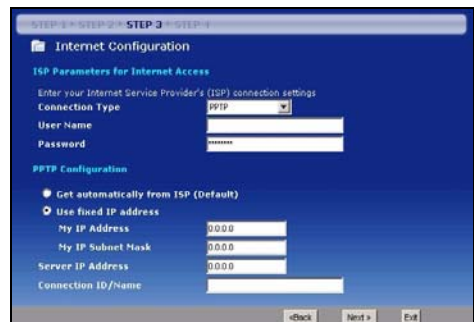 STEP 1 ▸ STEP 2 ▸ STEP 3 ▸ STEP 4
Internet Configuration
ISP Parameters for Internet Access
Enter your Internet Service Provider's (ISP) connection settings
Connection Type PPTP
User Name
Password ********
PPTP Configuration
Get automatically from ISP (Default)
Use fixed IP address
My IP Address 0.0.0.0
My IP Subnet Mask 0.0.0.0
Server IP Address 0.0.0.0
Connection ID/Name
<Back Next > Exit